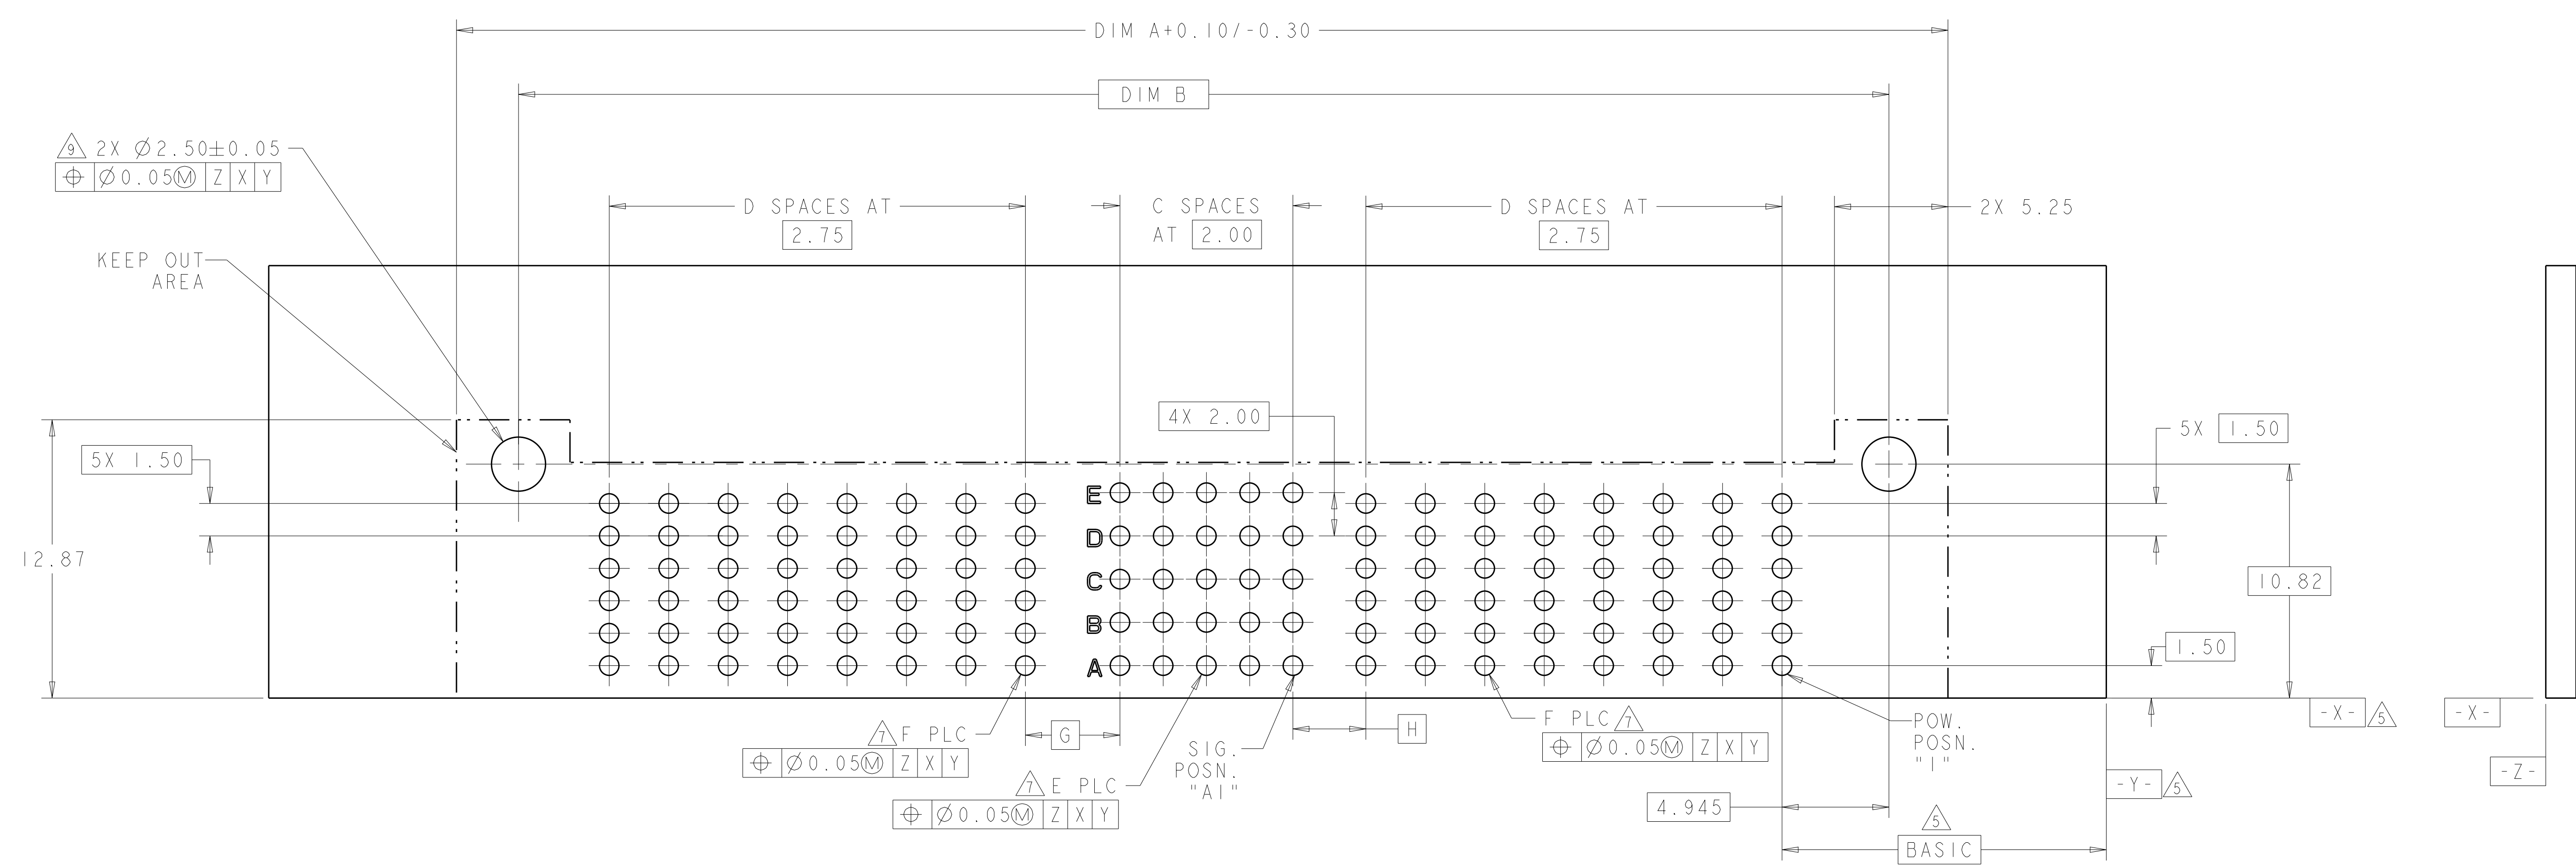 DIM A+0.10/-0.30
DIM B
9 2X Ø2.50±0.05
⌖ Ø0.05Ⓜ Z X Y
D SPACES AT
2.75
C SPACES
AT 2.00
D SPACES AT
2.75
2X 5.25
KEEP OUT
AREA
4X 2.00
5X 1.50
5X 1.50
E
D
12.87
C
10.82
B
1.50
A
-X- 5
-X-
7 F PLC
⌖ Ø0.05Ⓜ Z X Y
G
H
F PLC 7
⌖ Ø0.05Ⓜ Z X Y
POW.
POSN.
"1"
SIG.
POSN.
"A1"
7 E PLC
⌖ Ø0.05Ⓜ Z X Y
-Z-
-Y- 5
4.945
5
BASIC